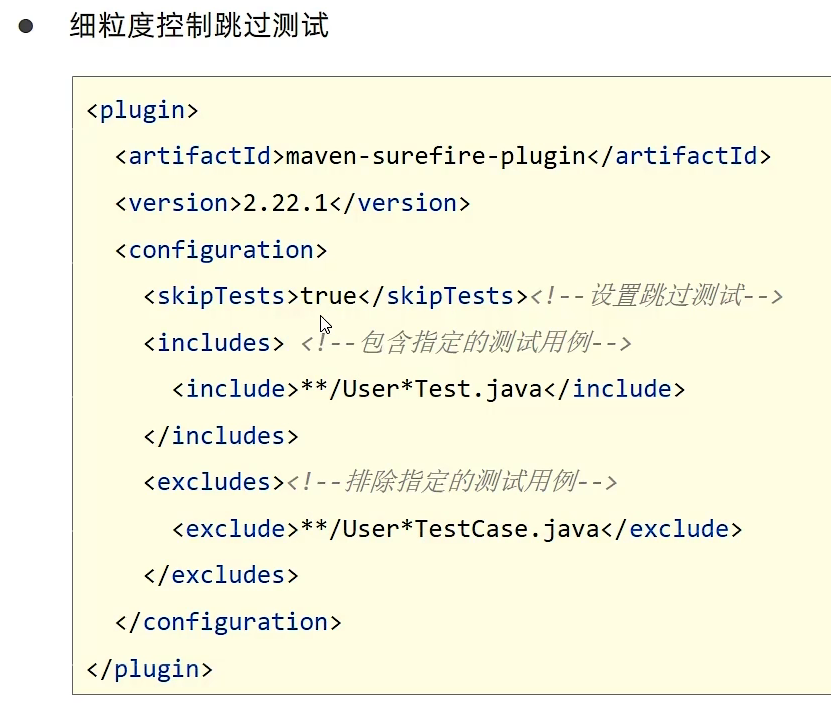 ● 细粒度控制跳过测试
<plugin>
  <artifactId>maven-surefire-plugin</artifactId>
  <version>2.22.1</version>
  <configuration>
    <skipTests>true</skipTests><!--设置跳过测试-->
    <includes> <!--包含指定的测试用例-->
      <include>**/User*Test.java</include>
    </includes>
    <excludes><!--排除指定的测试用例-->
      <exclude>**/User*TestCase.java</exclude>
    </excludes>
  </configuration>
</plugin>